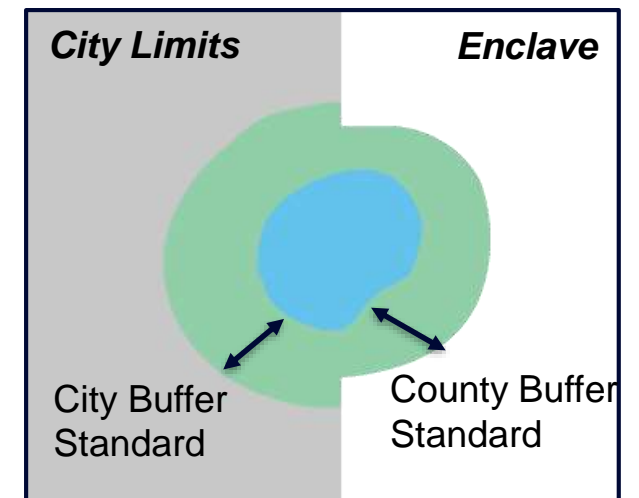 City Limits
Enclave
City Buffer
Standard
County Buffer
Standard